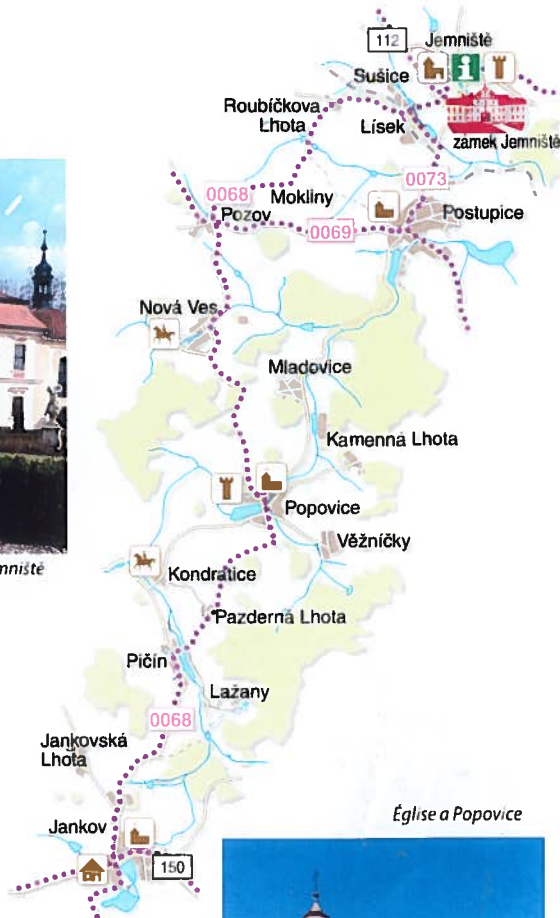 112
Jemniště
Sušice
Roubíčkova
Lhota
Lísek
zámek Jemniště
0073
0068
Mokliny
Postupice
Pozov
0069
Nová Ves
Mladovice
Kamenná Lhota
Popovice
Věžníčky
mniště
Kondratice
Pazderná Lhota
Pičín
Lažany
0068
Jankovská
Lhota
Église a Popovice
Jankov
150